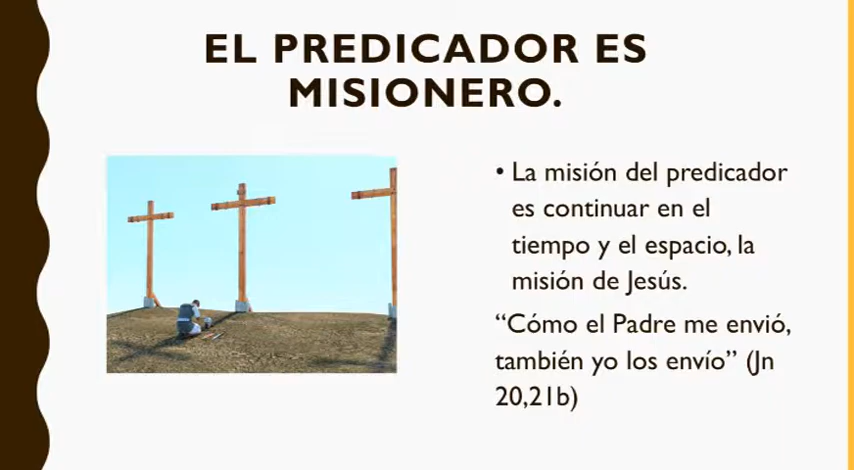 EL PREDICADOR ES
MISIONERO.
• La misión del predicador
es continuar en el
tiempo y el espacio, la
misión de Jesús.
“Cómo el Padre me envió,
también yo los envío” (Jn
20,21b)